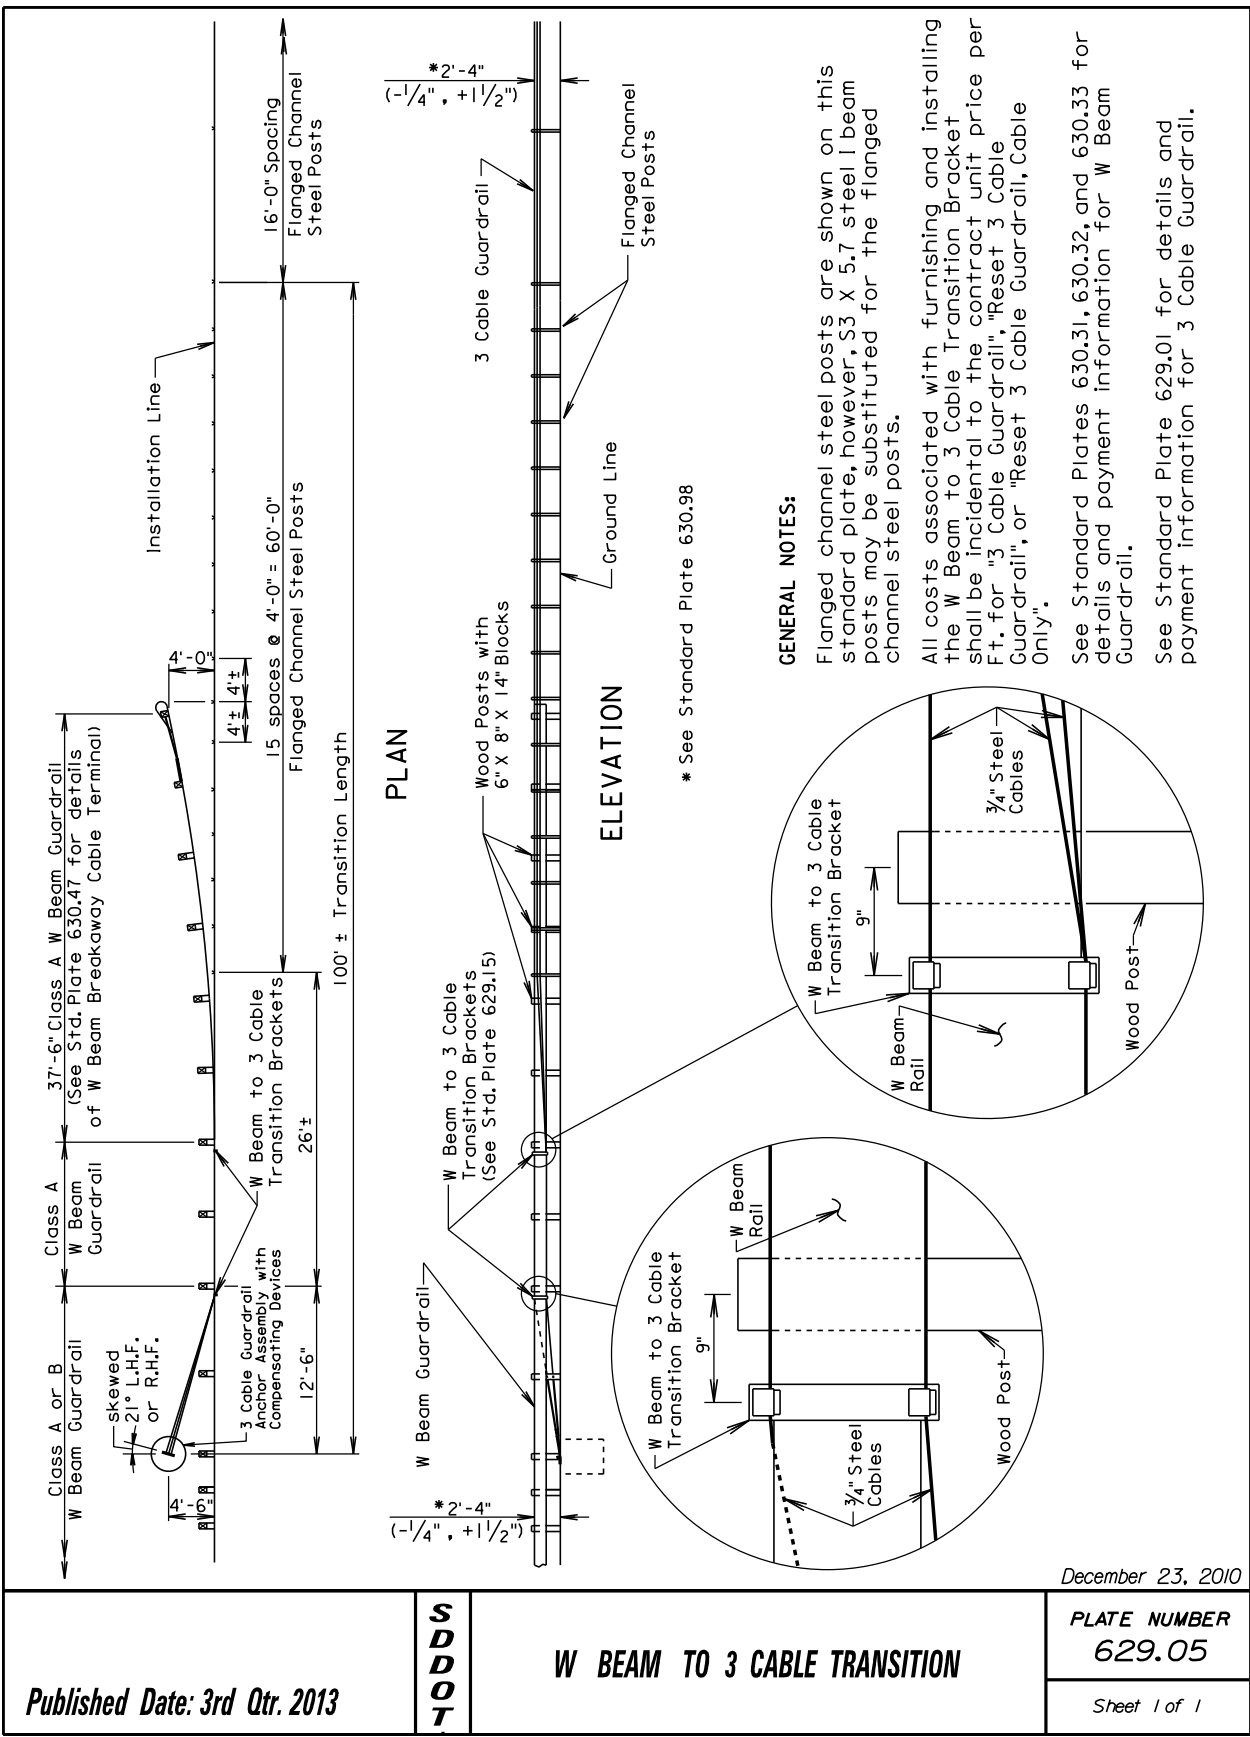 37'-6" Class A W Beam Guardrail
(See Std. Plate 630.47 for details
of W Beam Breakaway Cable Terminal)
Class A
W Beam
Guardrail
Class A or B
W Beam Guardrail
skewed
21° L.H.F.
or R.H.F.
4'-6"
3 Cable Guardrail
Anchor Assembly with
Compensating Devices
12'-6"
W Beam to 3 Cable
Transition Brackets
26'±
4'-0"
4'±
4'±
Installation Line
15 spaces @ 4'-0" = 60'-0"
Flanged Channel Steel Posts
16'-0" Spacing
Flanged Channel
Steel Posts
100' ± Transition Length
PLAN
*2'-4"
(-1/4" , +1 1/2")
W Beam Guardrail
W Beam to 3 Cable
Transition Brackets
(See Std. Plate 629.15)
Wood Posts with
6" X 8" X 14" Blocks
3 Cable Guardrail
*2'-4"
(-1/4" , +1 1/2")
Ground Line
Flanged Channel
Steel Posts
ELEVATION
* See Standard Plate 630.98
W Beam to 3 Cable
Transition Bracket
9"
W Beam
Rail
3/4" Steel
Cables
Wood Post
W Beam to 3 Cable
Transition Bracket
9"
W Beam
Rail
3/4" Steel
Cables
Wood Post
GENERAL NOTES:
Flanged channel steel posts are shown on this
standard plate, however, S3 X 5.7 steel I beam
posts may be substituted for the flanged
channel steel posts.
All costs associated with furnishing and installing
the W Beam to 3 Cable Transition Bracket
shall be incidental to the contract unit price per
Ft. for "3 Cable Guardrail", "Reset 3 Cable
Guardrail", or "Reset 3 Cable Guardrail, Cable
Only".
See Standard Plates 630.31, 630.32, and 630.33 for
details and payment information for W Beam
Guardrail.
See Standard Plate 629.01 for details and
payment information for 3 Cable Guardrail.
December 23, 2010
Published Date: 3rd Qtr. 2013
SDDOT
W BEAM TO 3 CABLE TRANSITION
PLATE NUMBER
629.05
Sheet 1 of 1